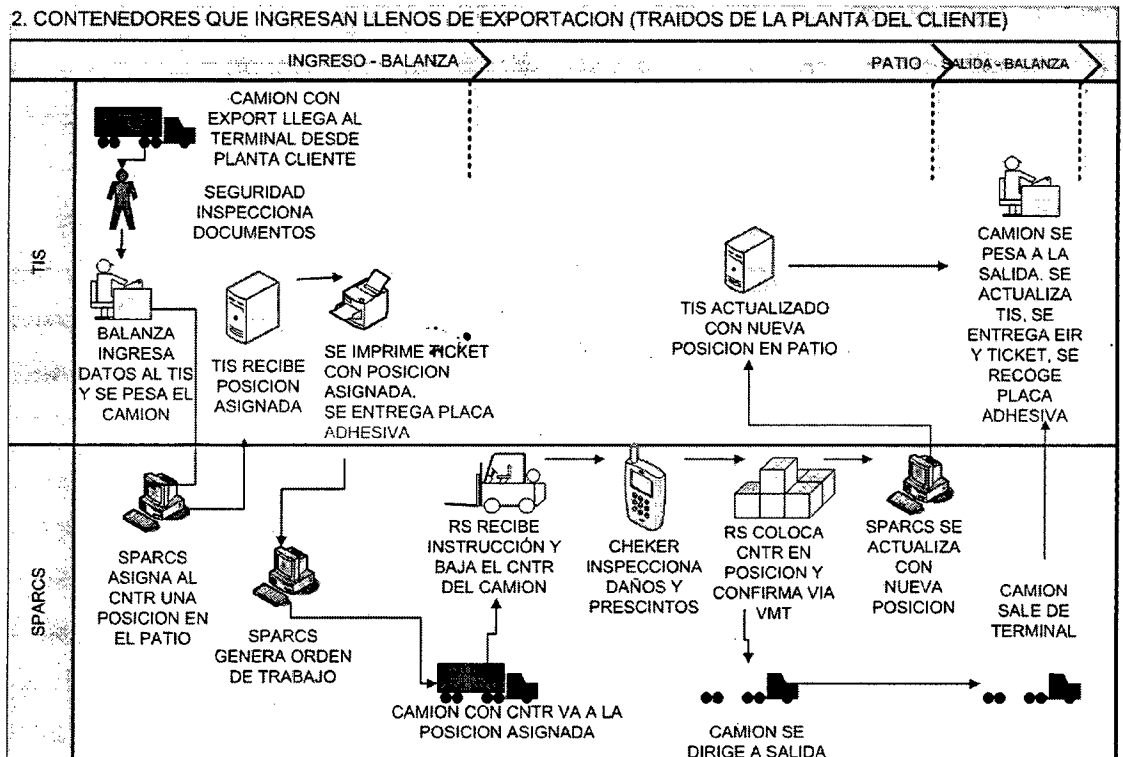 2. CONTENEDORES QUE INGRESAN LLENOS DE EXPORTACION (TRAIDOS DE LA PLANTA DEL CLIENTE)
INGRESO - BALANZA
PATIO
SALIDA - BALANZA
TIS
CAMION CON
EXPORT LLEGA AL
TERMINAL DESDE
PLANTA CLIENTE
SEGURIDAD
INSPECCIONA
DOCUMENTOS
BALANZA
INGRESA
DATOS AL TIS
Y SE PESA EL
CAMION
TIS RECIBE
POSICION
ASIGNADA
SE IMPRIME TICKET
CON POSICION
ASIGNADA.
SE ENTREGA PLACA
ADHESIVA
TIS ACTUALIZADO
CON NUEVA
POSICION EN PATIO
CAMION SE
PESA A LA
SALIDA. SE
ACTUALIZA
TIS, SE
ENTREGA EIR
Y TICKET, SE
RECOGE
PLACA
ADHESIVA
SPARCS
SPARCS
ASIGNA AL
CNTR UNA
POSICION EN
EL PATIO
SPARCS
GENERA ORDEN
DE TRABAJO
RS RECIBE
INSTRUCCIÓN Y
BAJA EL CNTR
DEL CAMION
CAMION CON CNTR VA A LA
POSICION ASIGNADA
CHEKER
INSPECCIONA
DAÑOS Y
PRESCINTOS
RS COLOCA
CNTR EN
POSICION Y
CONFIRMA VIA
VMT
SPARCS SE
ACTUALIZA
CON
NUEVA
POSICION
CAMION SE
DIRIGE A SALIDA
CAMION
SALE DE
TERMINAL